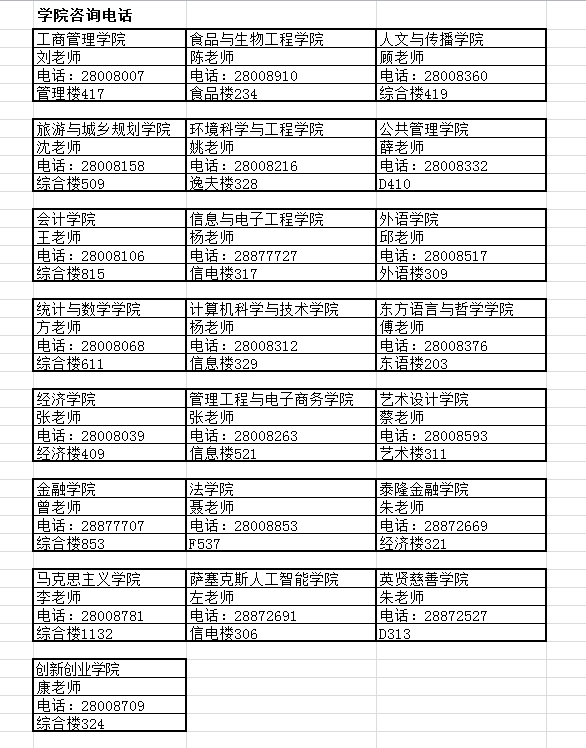 学院咨询电话
工商管理学院 食品与生物工程学院 人文与传播学院
刘老师 陈老师 顾老师
电话：28008007 电话：28008910 电话：28008360
管理楼417 食品楼234 综合楼419
旅游与城乡规划学院 环境科学与工程学院 公共管理学院
沈老师 姚老师 薛老师
电话：28008158 电话：28008216 电话：28008332
综合楼509 逸夫楼328 D410
会计学院 信息与电子工程学院 外语学院
王老师 杨老师 邱老师
电话：28008106 电话：28877727 电话：28008517
综合楼815 信电楼317 外语楼309
统计与数学学院 计算机科学与技术学院 东方语言与哲学学院
方老师 杨老师 傅老师
电话：28008068 电话：28008312 电话：28008376
综合楼611 信息楼329 东语楼203
经济学院 管理工程与电子商务学院 艺术设计学院
张老师 张老师 蔡老师
电话：28008039 电话：28008263 电话：28008593
经济楼409 信息楼521 艺术楼311
金融学院 法学院 泰隆金融学院
曾老师 聂老师 朱老师
电话：28877707 电话：28008853 电话：28872669
综合楼853 F537 经济楼321
马克思主义学院 萨塞克斯人工智能学院 英贤慈善学院
李老师 左老师 朱老师
电话：28008781 电话：28872691 电话：28872527
综合楼1132 信电楼306 D313
创新创业学院
康老师
电话：28008709
综合楼324